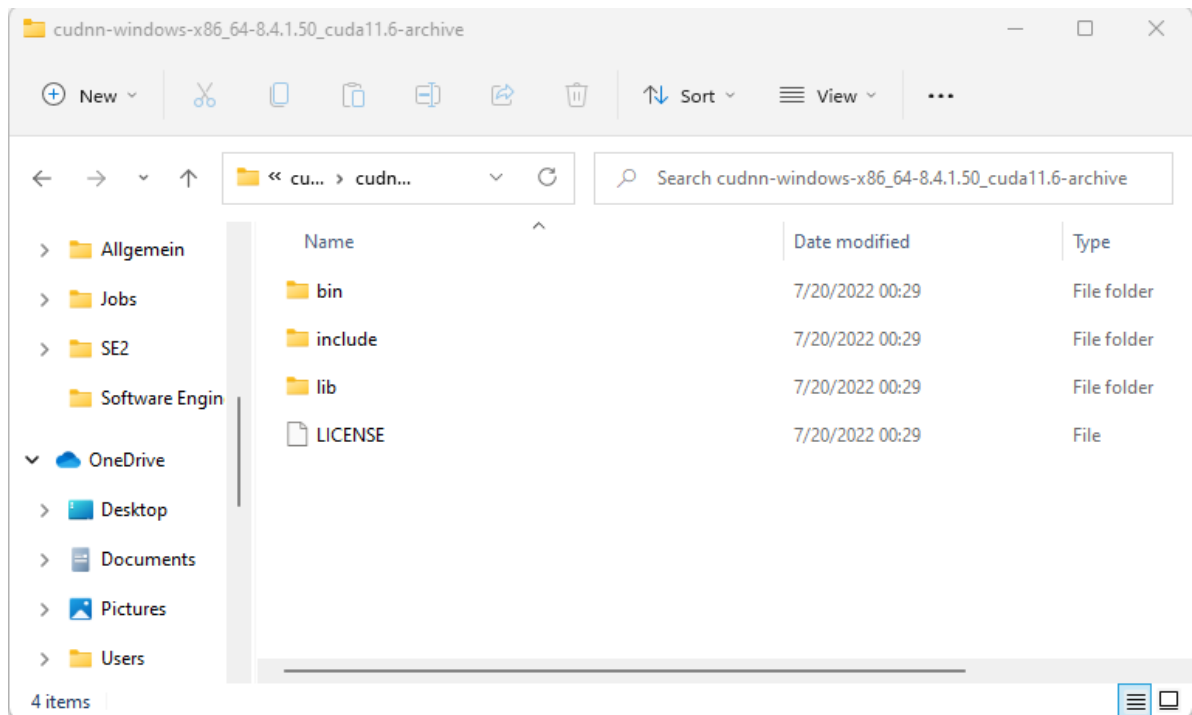 cudnn-windows-x86_64-8.4.1.50_cuda11.6-archive
New Sort View
« cu... > cudn... Search cudnn-windows-x86_64-8.4.1.50_cuda11.6-archive
Allgemein
Jobs
SE2
Software Engin
OneDrive
Desktop
Documents
Pictures
Users
Name Date modified Type
bin 7/20/2022 00:29 File folder
include 7/20/2022 00:29 File folder
lib 7/20/2022 00:29 File folder
LICENSE 7/20/2022 00:29 File
4 items